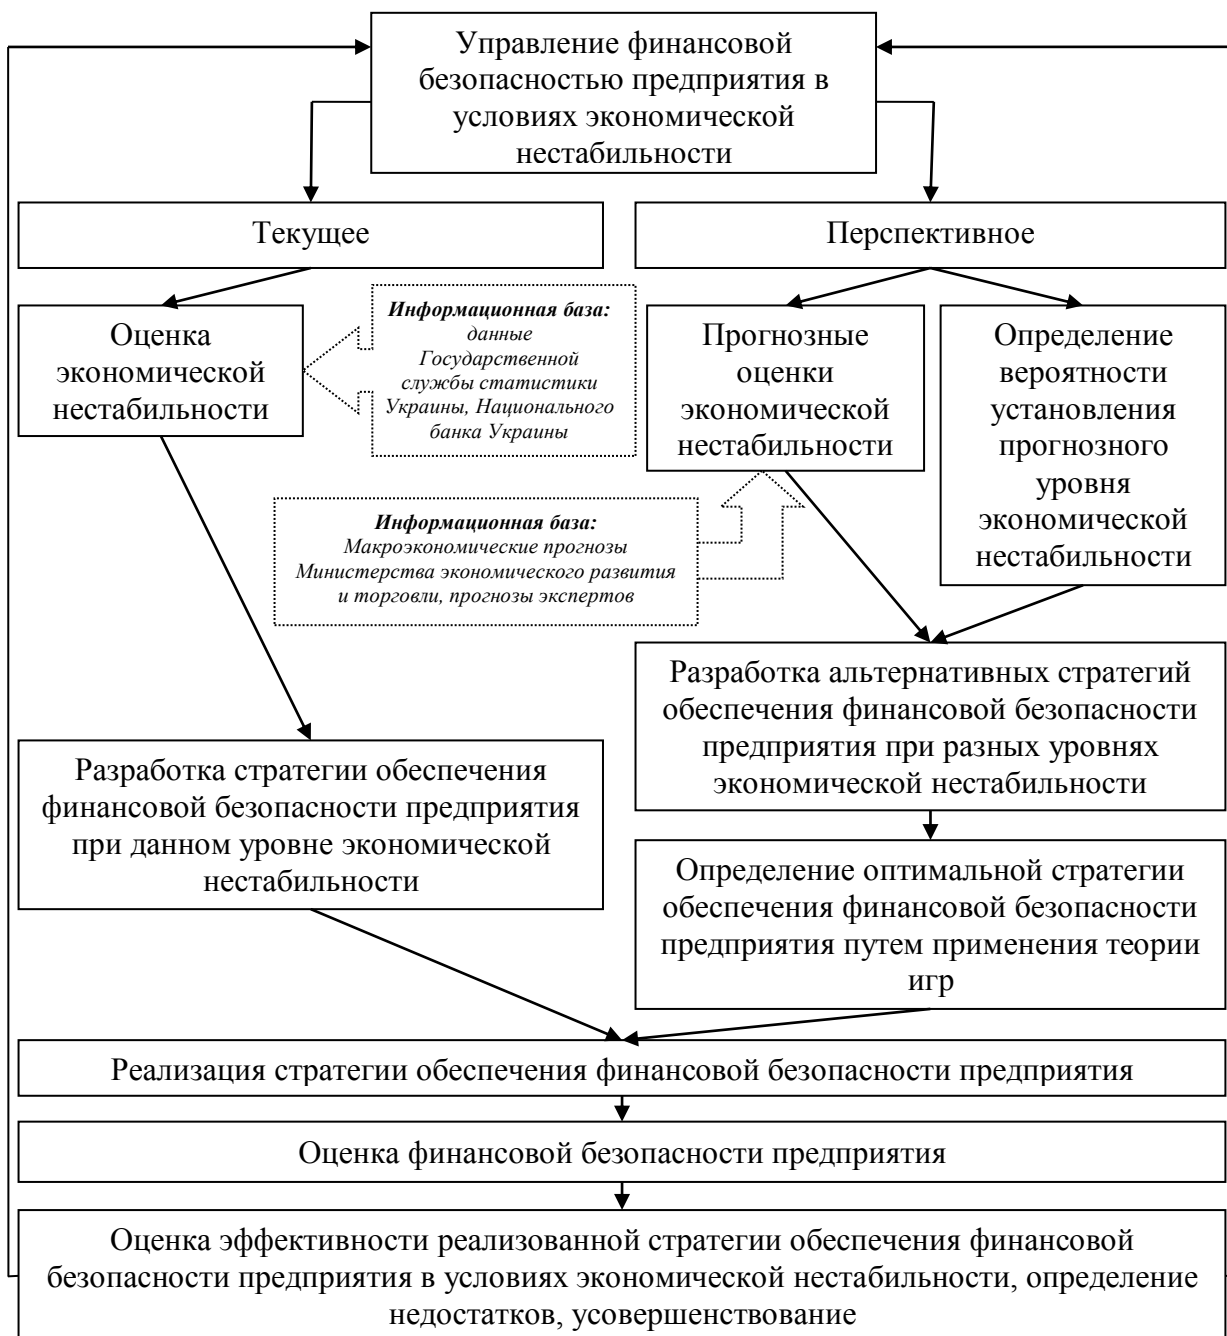 Управление финансовой
безопасностью предприятия в
условиях экономической
нестабильности
Текущее
Перспективное
Оценка
экономической
нестабильности
Информационная база:
данные
Государственной
службы статистики
Украины, Национального
банка Украины
Прогнозные
оценки
экономической
нестабильности
Определение
вероятности
установления
прогнозного
уровня
экономической
нестабильности
Информационная база:
Макроэкономические прогнозы
Министерства экономического развития
и торговли, прогнозы экспертов
Разработка альтернативных стратегий
обеспечения финансовой безопасности
предприятия при разных уровнях
экономической нестабильности
Разработка стратегии обеспечения
финансовой безопасности предприятия
при данном уровне экономической
нестабильности
Определение оптимальной стратегии
обеспечения финансовой безопасности
предприятия путем применения теории
игр
Реализация стратегии обеспечения финансовой безопасности предприятия
Оценка финансовой безопасности предприятия
Оценка эффективности реализованной стратегии обеспечения финансовой
безопасности предприятия в условиях экономической нестабильности, определение
недостатков, усовершенствование